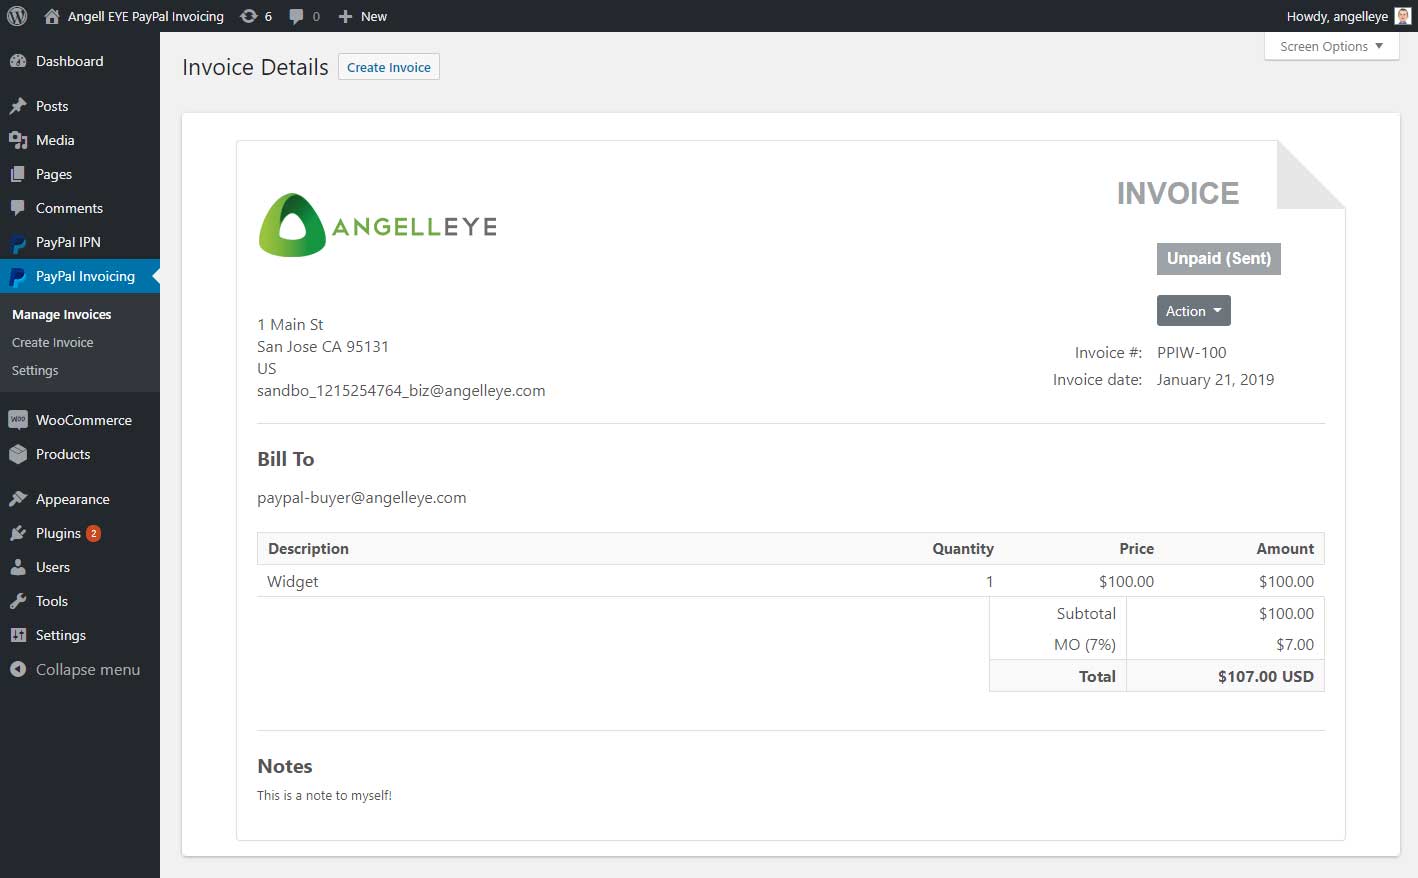 Angell EYE PayPal Invoicing 6 0 New Howdy, angelleye
Screen Options
Dashboard
Posts
Media
Pages
Comments
PayPal IPN
PayPal Invoicing
Manage Invoices
Create Invoice
Settings
WOO WooCommerce
Products
Appearance
Plugins 2
Users
Tools
Settings
Collapse menu
Invoice Details Create Invoice
INVOICE
ANGELLEYE
Unpaid (Sent)
Action
1 Main St
San Jose CA 95131
US
sandbo_1215254764_biz@angelleye.com
Invoice #: PPIW-100
Invoice date: January 21, 2019
Bill To
paypal-buyer@angelleye.com
Description Quantity Price Amount
Widget 1 $100.00 $100.00
Subtotal $100.00
MO (7%) $7.00
Total $107.00 USD
Notes
This is a note to myself!